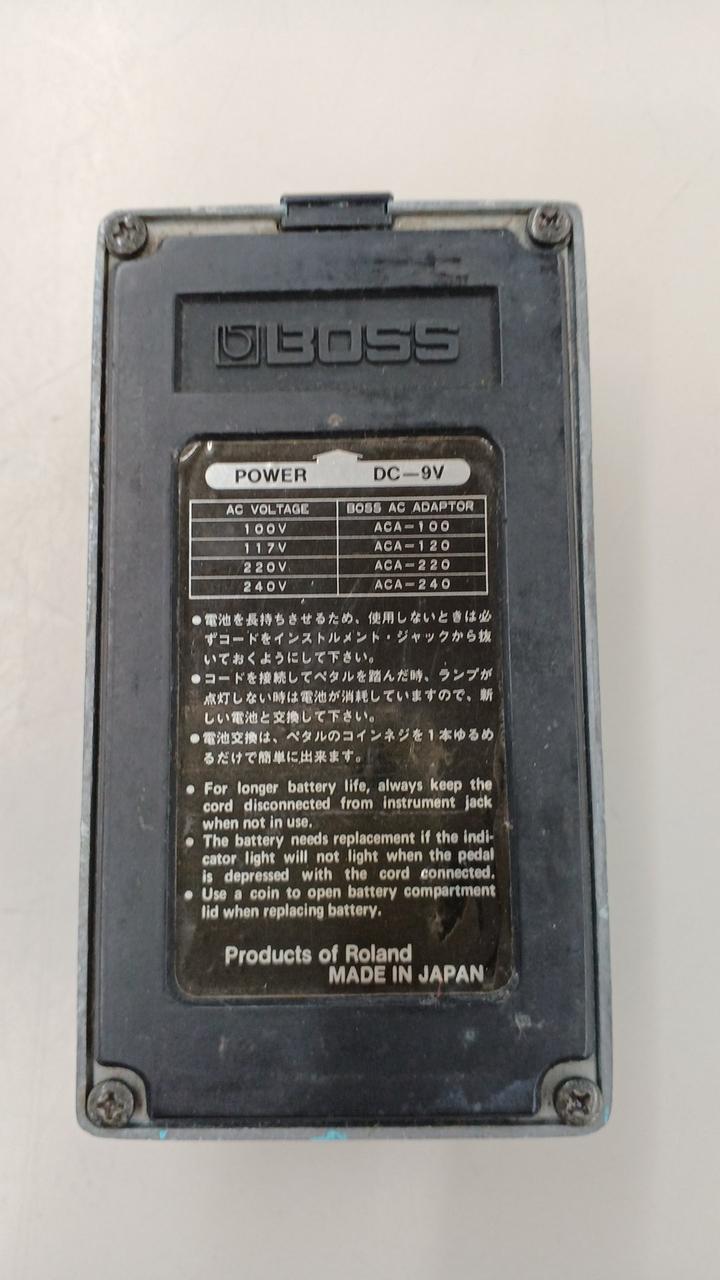 BOSS
POWER DC-9V
AC VOLTAGE BOSS AC ADAPTOR
100V ACA-100
117V ACA-120
220V ACA-220
240V ACA-240
●電池を長持ちさせるため、使用しないときは必
ずコードをインストルメント・ジャックから抜
いておくようにして下さい。
●コードを接続してペタルを踏んだ時、ランプが
点灯しない時は電池が消耗していますので、新
しい電池と交換して下さい。
●電池交換は、ペタルのコインネジを1本ゆるめ
るだけで簡単に出来ます。
● For longer battery life, always keep the
cord disconnected from instrument jack
when not in use.
● The battery needs replacement if the indi-
cator light will not light when the pedal
is depressed with the cord connected.
● Use a coin to open battery compartment
lid when replacing battery.
Products of Roland
MADE IN JAPAN